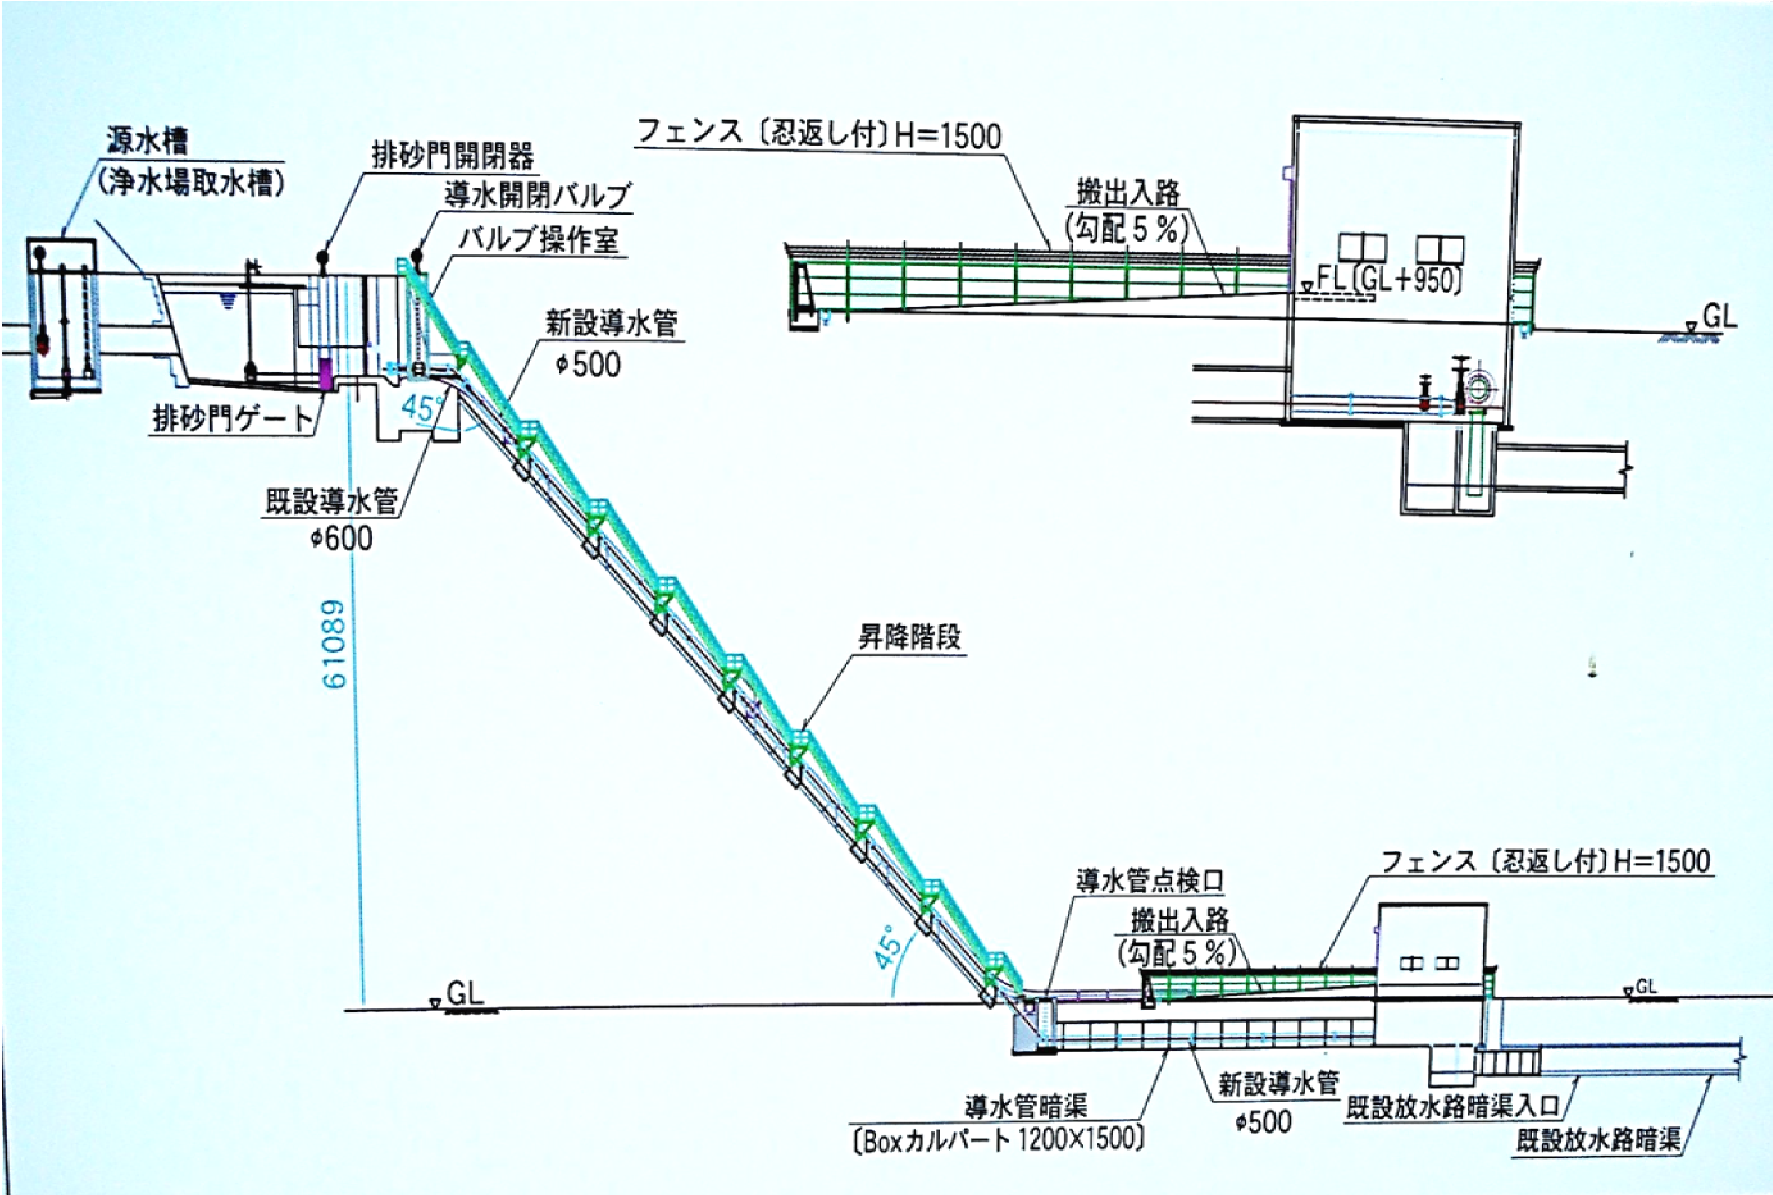 源水槽
(浄水場取水槽)
排砂門開閉器
導水開閉バルブ
バルブ操作室
フェンス〔忍返し付〕H=1500
搬出入路
(勾配5%)
FL〔GL+950〕
GL
新設導水管
φ500
45°
排砂門ゲート
既設導水管
φ600
61089
昇降階段
45°
GL
導水管点検口
搬出入路
(勾配5%)
フェンス〔忍返し付〕H=1500
GL
導水管暗渠
〔Boxカルバート1200×1500〕
新設導水管
φ500
既設放水路暗渠入口
既設放水路暗渠